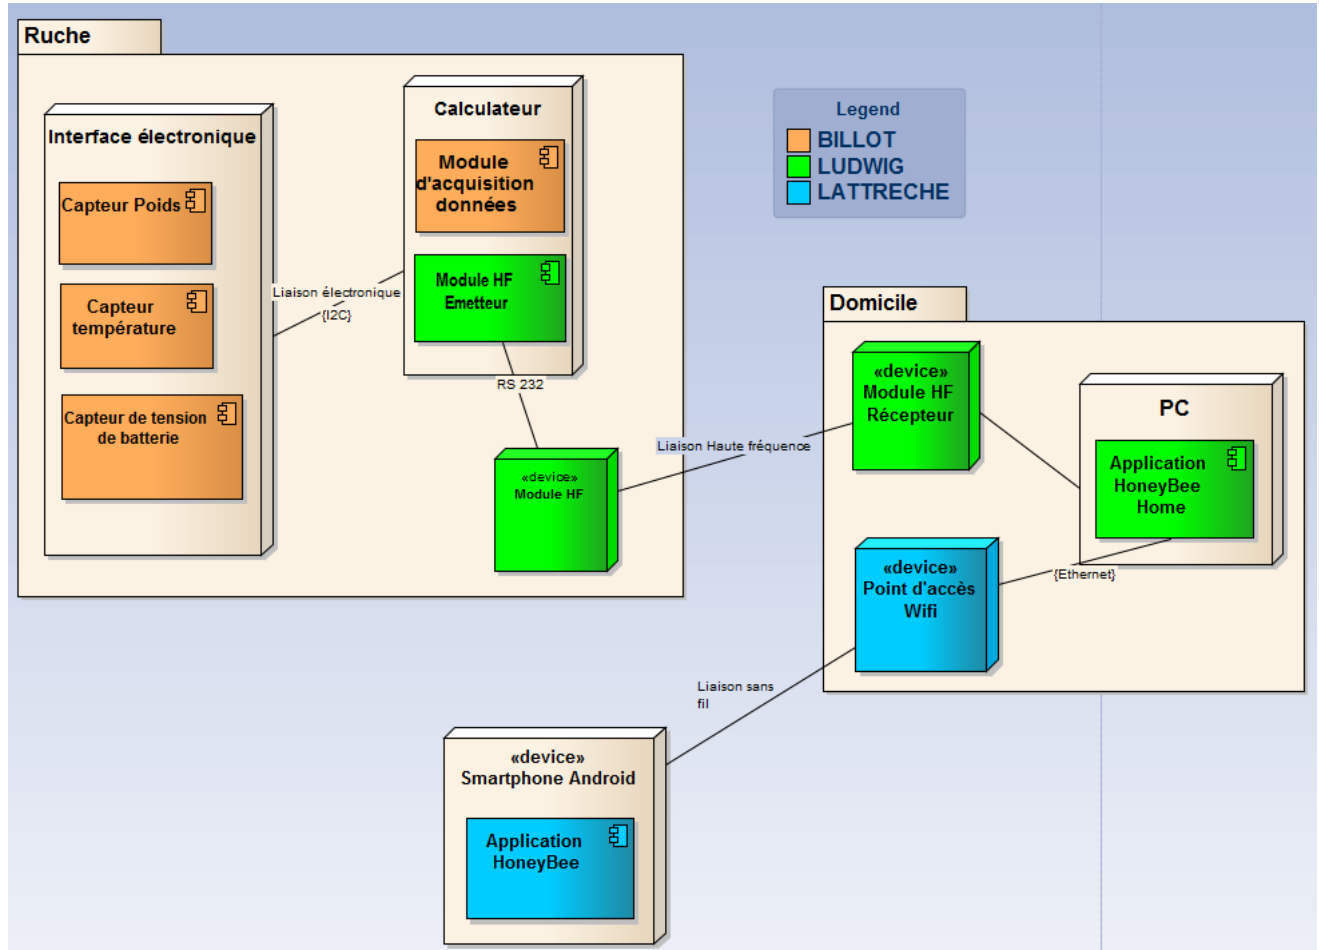 Ruche
Interface électronique
Capteur Poids
Capteur
température
Capteur de tension
de batterie
Liaison électronique
{I2C}
Calculateur
Module
d'acquisition
données
Module HF
Emetteur
RS 232
«device»
Module HF
Liaison Haute fréquence
Legend
BILLOT
LUDWIG
LATTRECHE
Domicile
«device»
Module HF
Récepteur
PC
Application
HoneyBee
Home
{Ethernet}
«device»
Point d'accès
Wifi
Liaison sans
fil
«device»
Smartphone Android
Application
HoneyBee